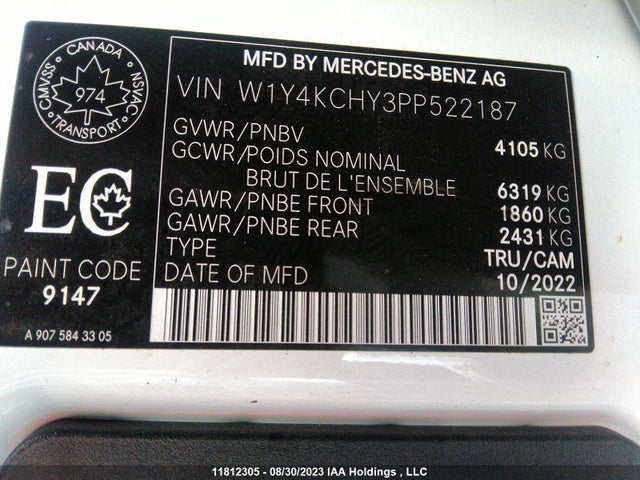 CANADA
CMVSS
974
NSVAC
TRANSPORT
MFD BY MERCEDES-BENZ AG
VIN W1Y4KCHY3PP522187
GVWR/PNBV 4105 KG
GCWR/POIDS NOMINAL
BRUT DE L'ENSEMBLE 6319 KG
GAWR/PNBE FRONT 1860 KG
GAWR/PNBE REAR 2431 KG
TYPE TRU/CAM
DATE OF MFD 10/2022
EC
PAINT CODE
9147
A 907 584 33 05
11812305 - 08/30/2023 IAA Holdings , LLC